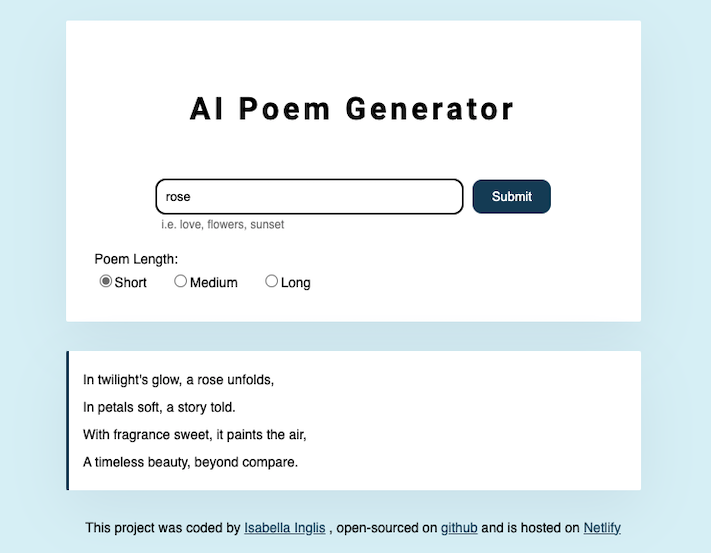 AI Poem Generator
rose
Submit
i.e. love, flowers, sunset
Poem Length:
Short Medium Long
In twilight's glow, a rose unfolds,
In petals soft, a story told.
With fragrance sweet, it paints the air,
A timeless beauty, beyond compare.
This project was coded by Isabella Inglis , open-sourced on github and is hosted on Netlify